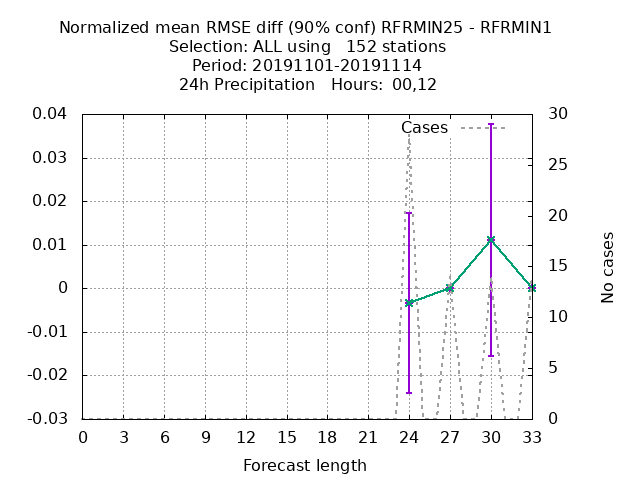 Normalized mean RMSE diff (90% conf) RFRMIN25 - RFRMIN1
Selection: ALL using   152 stations
Period: 20191101-20191114
24h Precipitation   Hours:  00,12
Cases
0.04
0.03
0.02
0.01
0
-0.01
-0.02
-0.03
30
25
20
15
10
5
0
No cases
0 3 6 9 12 15 18 21 24 27 30 33
Forecast length